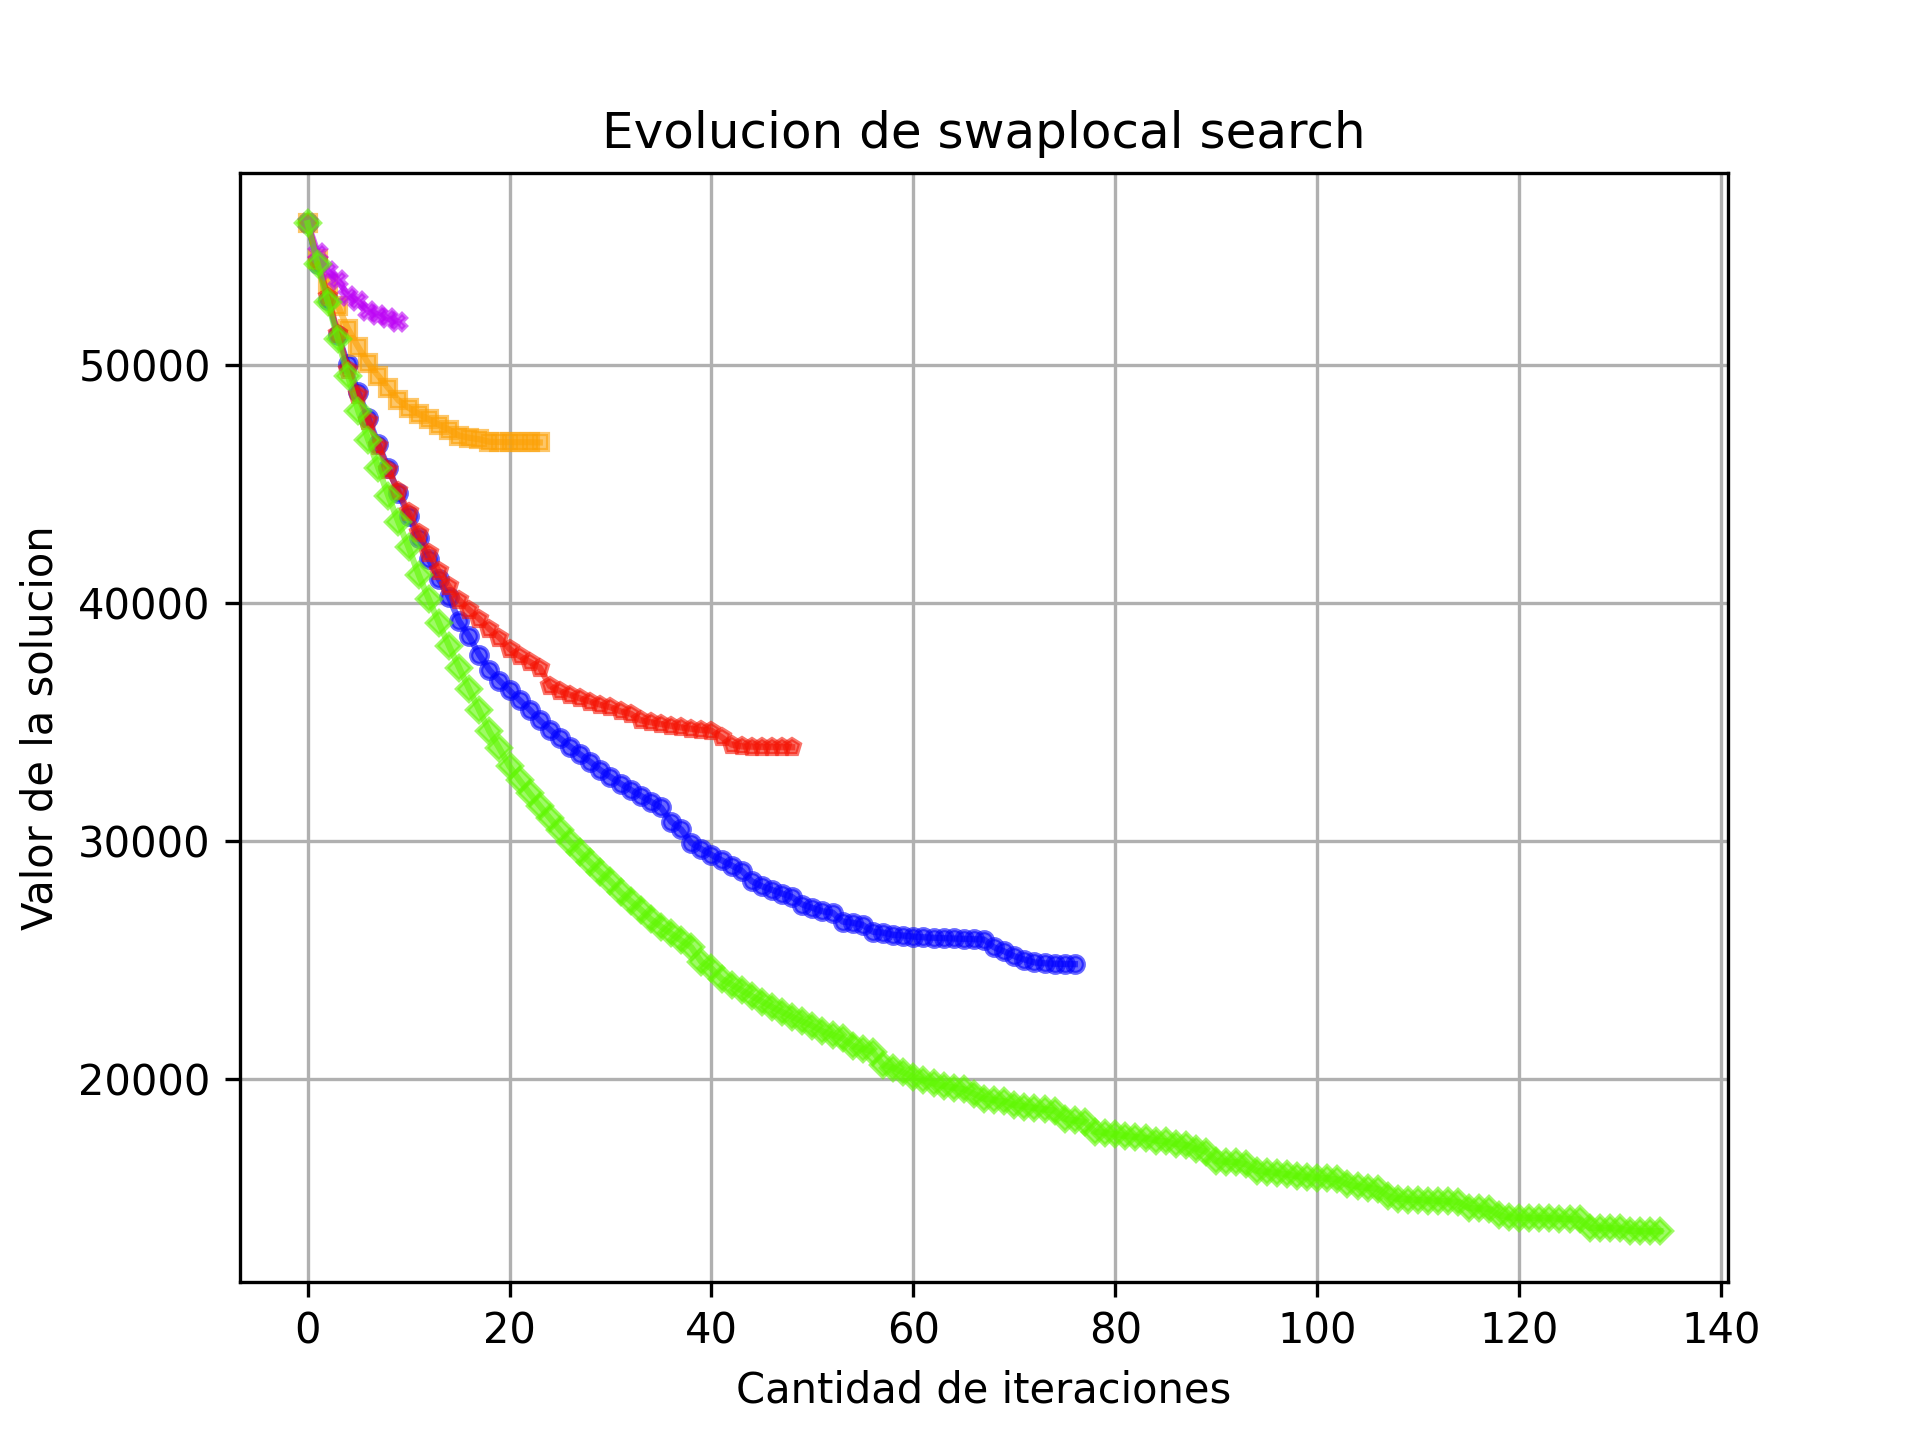 Evolucion de swaplocal search
Valor de la solucion
50000
40000
30000
20000
0 20 40 60 80 100 120 140
Cantidad de iteraciones